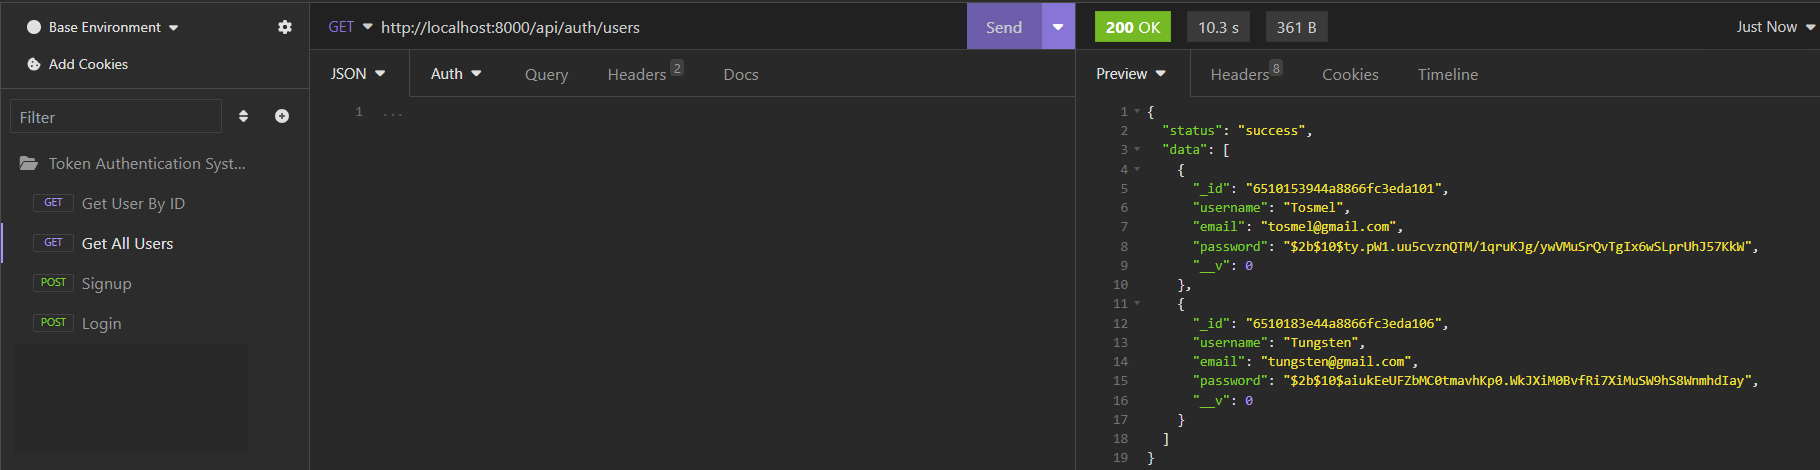 Base Environment
GET http://localhost:8000/api/auth/users
Send
200 OK 10.3 s 361 B
Just Now
Add Cookies
JSON Auth Query Headers 2 Docs
Preview Headers 8 Cookies Timeline
Filter
Token Authentication Syst...
GET Get User By ID
GET Get All Users
POST Signup
POST Login
1 ...
1 {
2 "status": "success",
3 "data": [
4 {
5 "_id": "6510153944a8866fc3eda101",
6 "username": "Tosmel",
7 "email": "tosmel@gmail.com",
8 "password": "$2b$10$ty.pW1.uu5cvznQTM/1qruKJg/ywVMuSrQvTgIx6wSLprUhJ57KkW",
9 "__v": 0
10 },
11 {
12 "_id": "6510183e44a8866fc3eda106",
13 "username": "Tungsten",
14 "email": "tungsten@gmail.com",
15 "password": "$2b$10$aiukEeUFZbMC0tmavhKp0.WkJXiM0BvfRi7XiMuSW9hS8WnmhdIay",
16 "__v": 0
17 }
18 ]
19 }